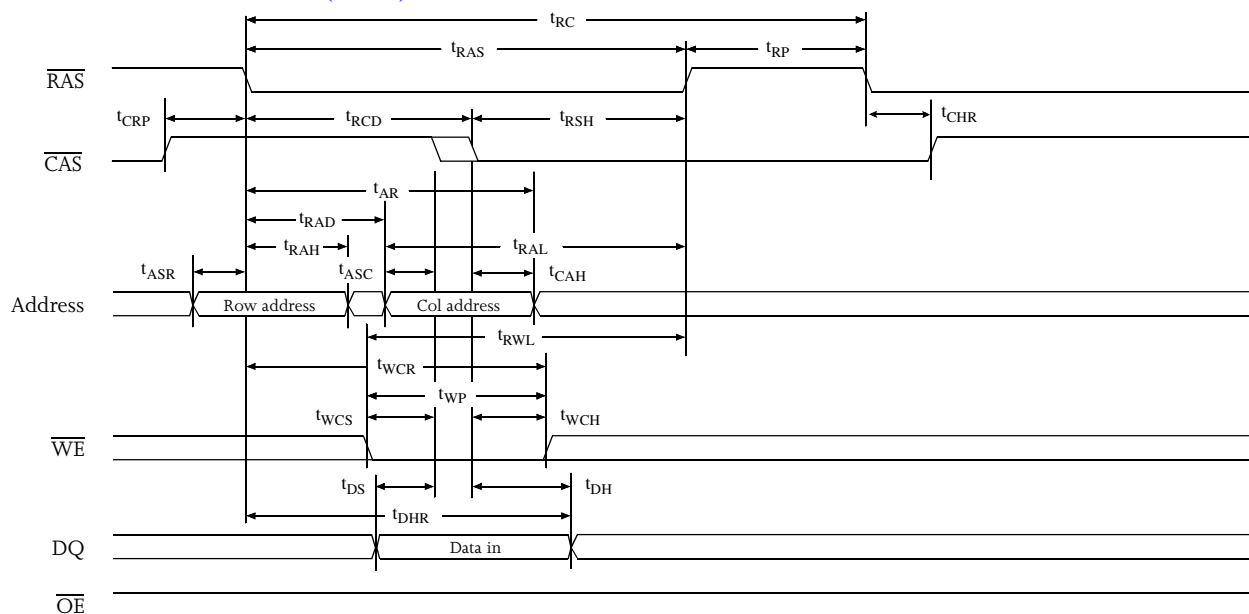 tRC
tRAS
tRP
RAS
tCRP
tRCD
tRSH
tCHR
CAS
tAR
tRAD
tRAH
tRAL
tASR
tASC
tCAH
Address
Row address
Col address
tRWL
tWCR
tWP
tWCS
tWCH
WE
tDS
tDH
tDHR
DQ
Data in
OE